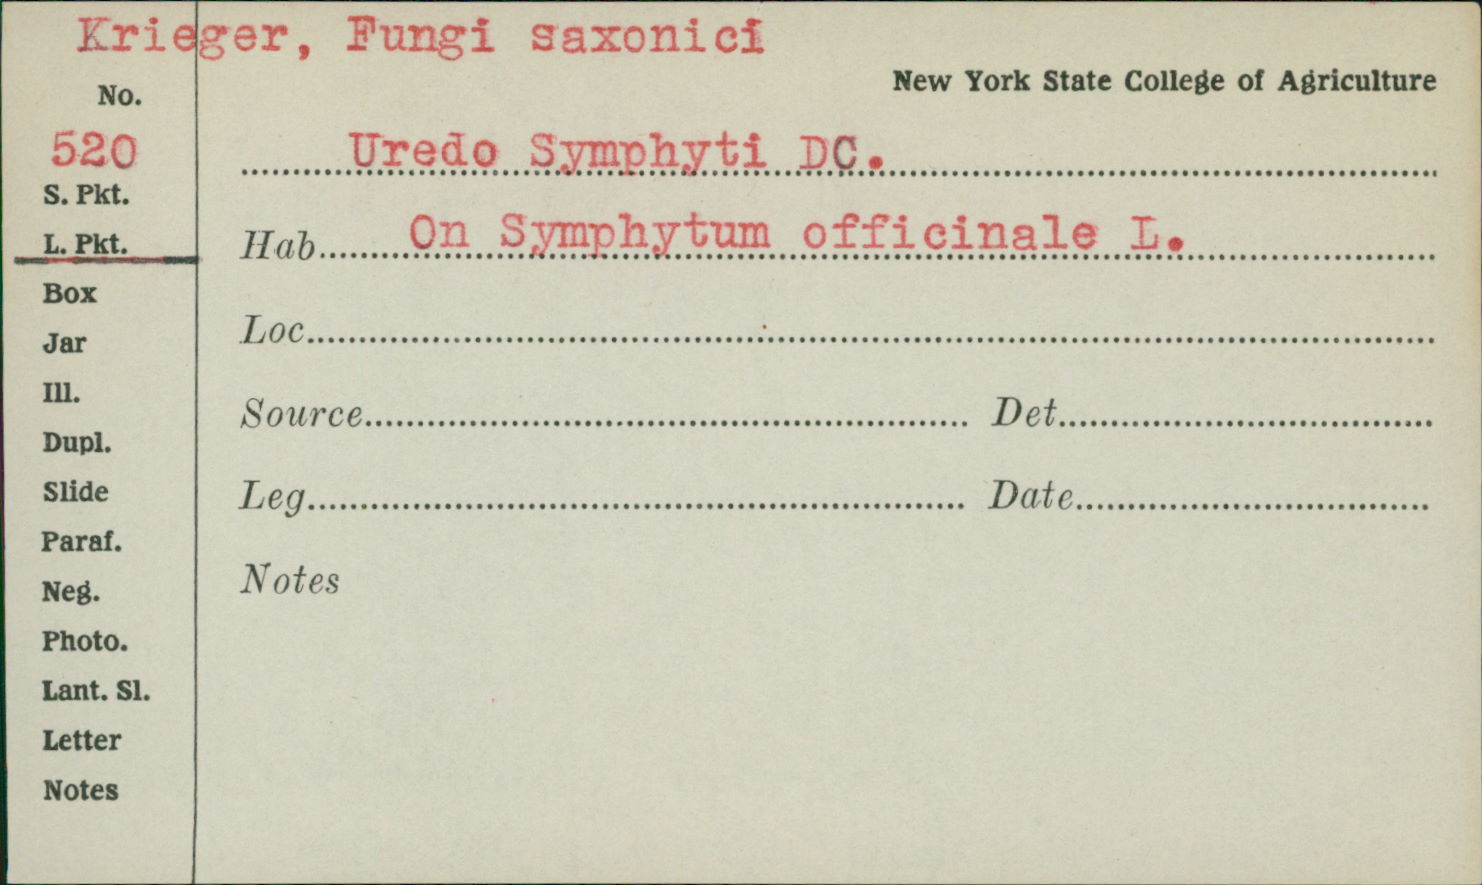 Krieger, Fungi saxonici
New York State College of Agriculture
No.
520
Uredo Symphyti DC.
S. Pkt.
L. Pkt.
Hab. On Symphytum officinale L.
Box
Loc.
Jar
Ill.
Source Det.
Dupl.
Slide
Leg. Date
Paraf.
Neg.
Notes
Photo.
Lant. Sl.
Letter
Notes